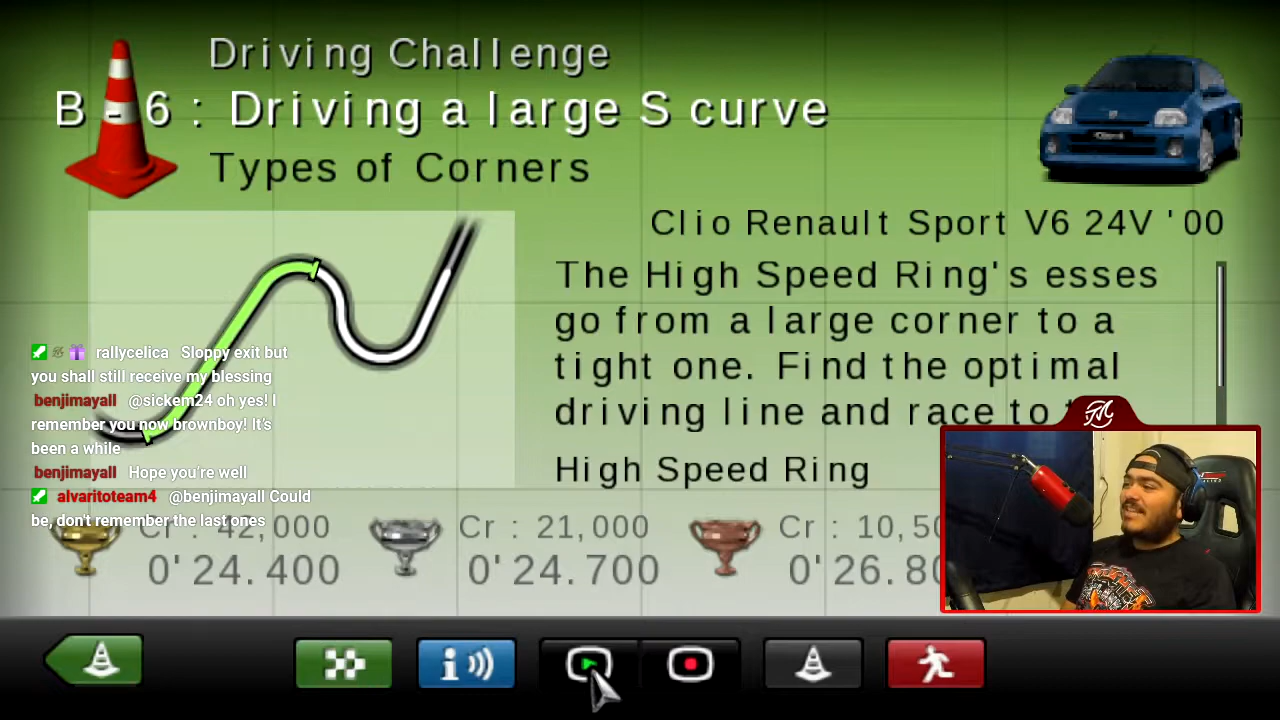 Driving Challenge
B - 6 : Driving a large S curve
Types of Corners
Clio Renault Sport V6 24V '00
The High Speed Ring's esses
go from a large corner to a
tight one. Find the optimal
driving line and race to
High Speed Ring
rallycelica Sloppy exit but
you shall still receive my blessing
benjimayall @sickem24 oh yes! I
remember you now brownboy! It's
been a while
benjimayall Hope you're well
alvaritoteam4 @benjimayall Could
be, don't remember the last ones
Cr : 42,000
0'24.400
Cr : 21,000
0'24.700
Cr : 10,50
0'26.80